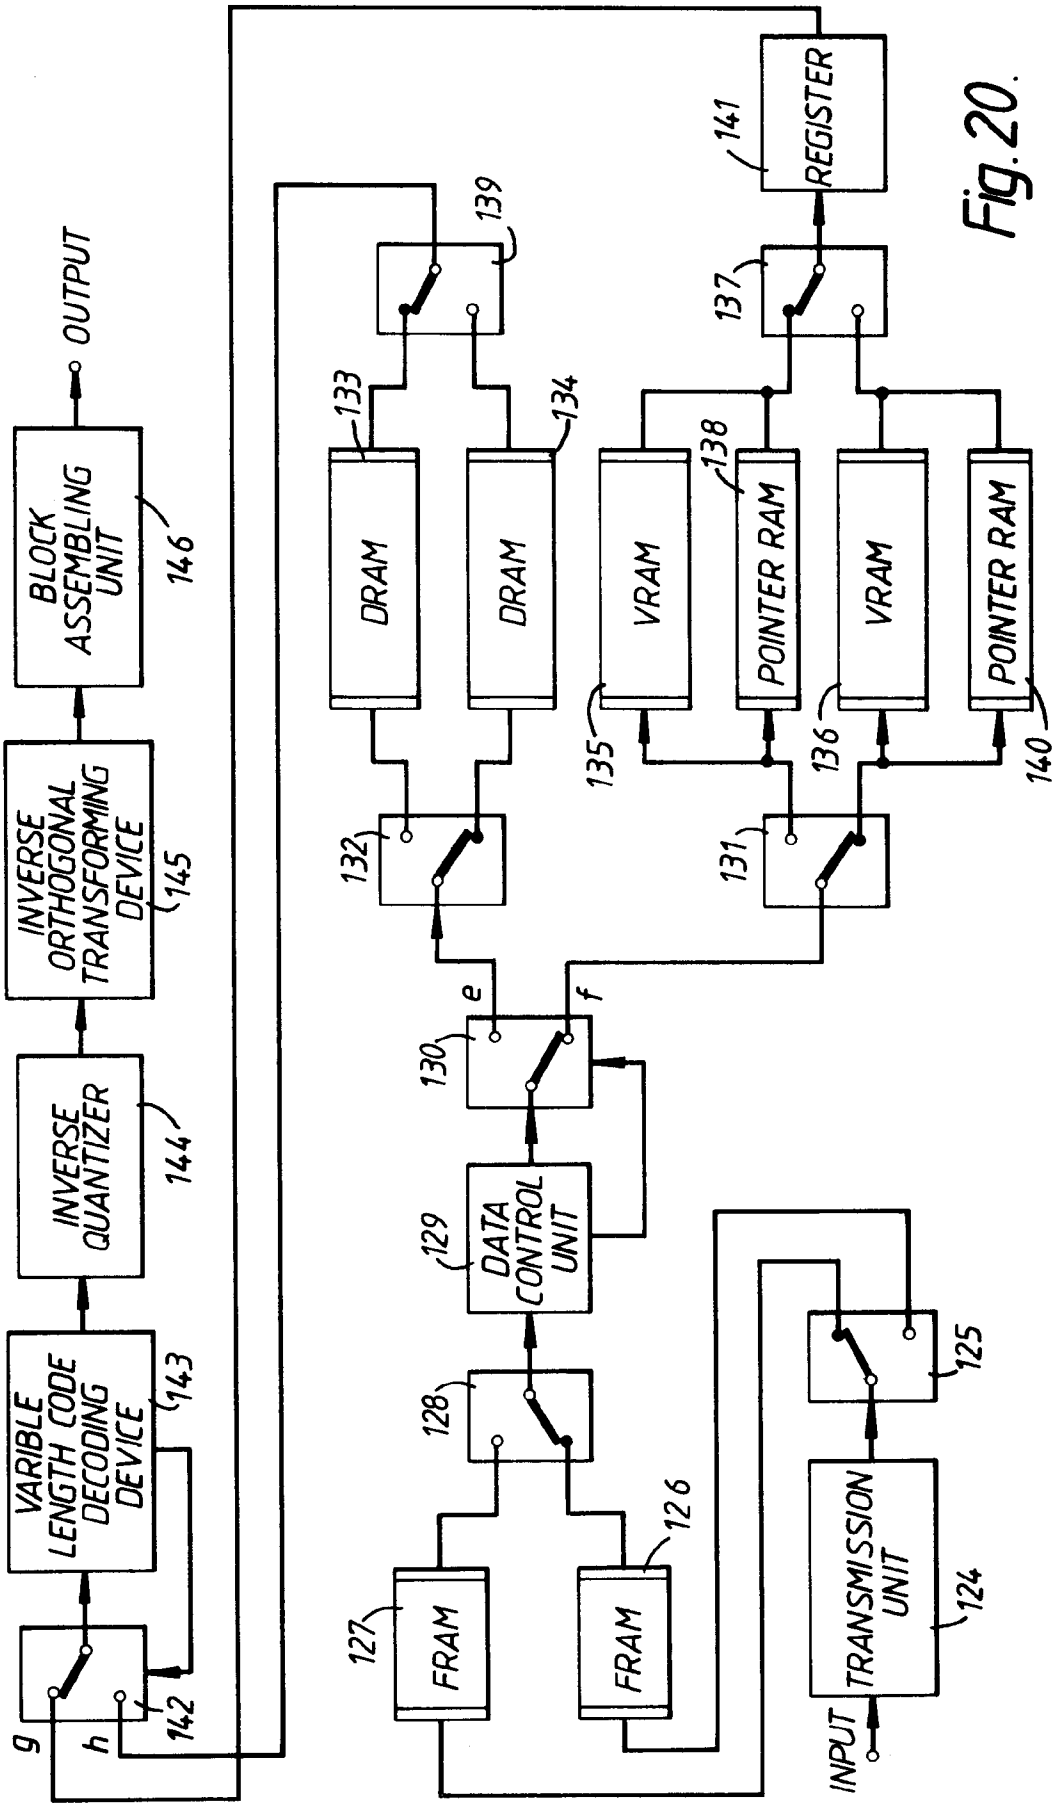 g
h
142
VARIBLE
LENGTH CODE
DECODING
DEVICE
143
INVERSE
QUANTIZER
144
INVERSE
ORTHOGONAL
TRANSFORMING
DEVICE
145
BLOCK
ASSEMBLING
UNIT
146
OUTPUT
127
FRAM
FRAM
126
128
129
DATA
CONTROL
UNIT
130
e
f
132
DRAM
133
DRAM
134
139
INPUT
TRANSMISSION
UNIT
124
125
131
135
VRAM
POINTER RAM
138
136
VRAM
POINTER RAM
140
137
141
REGISTER
Fig. 20.